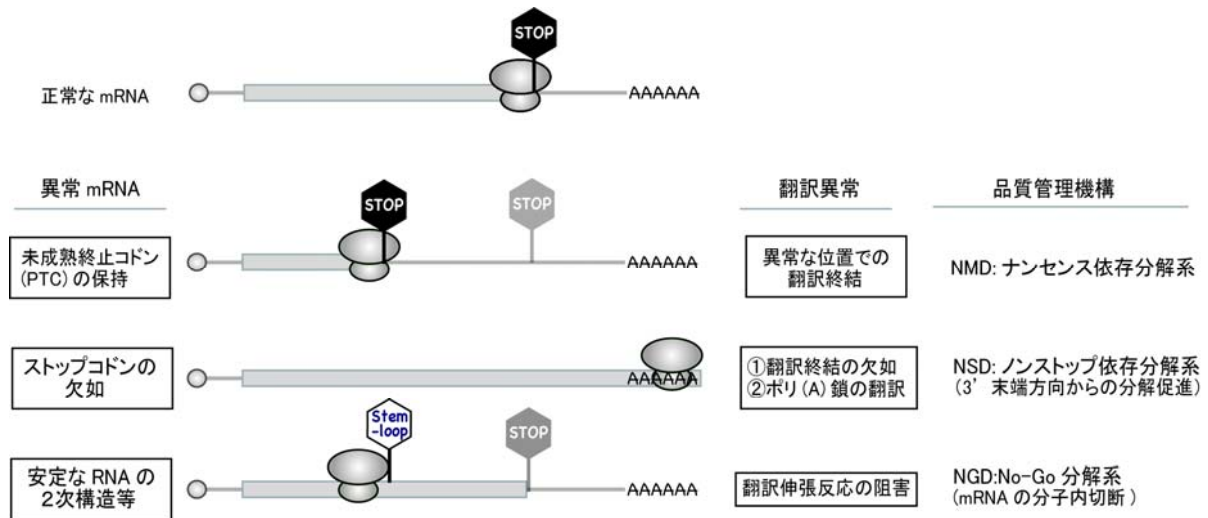 STOP
正常な mRNA
AAAAAA
異常 mRNA
翻訳異常
品質管理機構
STOP
STOP
未成熟終止コドン
(PTC) の保持
AAAAAA
異常な位置での
翻訳終結
NMD: ナンセンス依存分解系
ストップコドンの
欠如
AAAAAA
①翻訳終結の欠如
②ポリ (A) 鎖の翻訳
NSD: ノンストップ依存分解系
(3’ 末端方向からの分解促進)
Stem
-loop
STOP
安定な RNA の
2次構造等
AAAAAA
翻訳伸張反応の阻害
NGD:No-Go 分解系
(mRNA の分子内切断 )